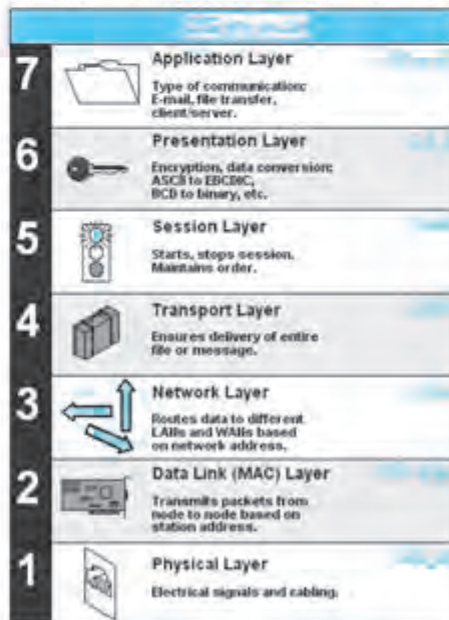 7
Application Layer
Type of communication:
E-mail, file transfer,
client/server.
6
Presentation Layer
Encryption, data conversion:
ASCII to EBCDIC,
BCD to binary, etc.
5
Session Layer
Starts, stops session.
Maintains order.
4
Transport Layer
Ensures delivery of entire
file or message.
3
Network Layer
Routes data to different
LANs and WANs based
on network address.
2
Data Link (MAC) Layer
Transmits packets from
node to node based on
station address.
1
Physical Layer
Electrical signals and cabling.